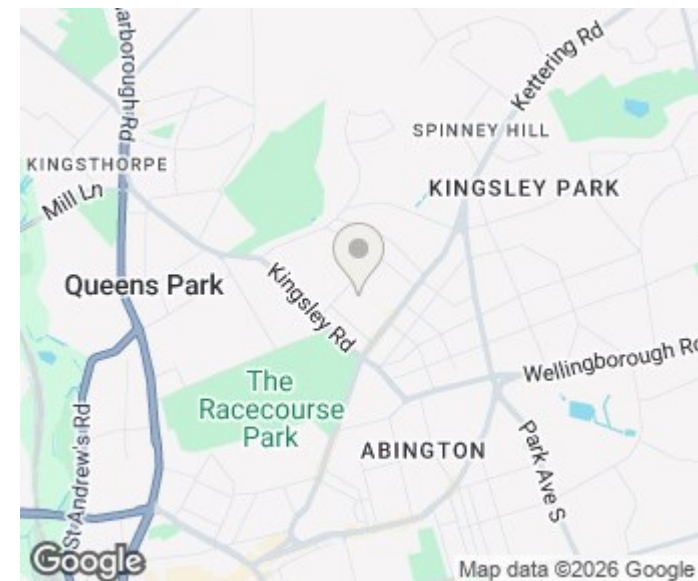 arborough Rd
Kettering Rd
SPINNEY HILL
KINGSTHORPE
Mill Ln
KINGSLEY PARK
Queens Park
Kingsley Rd
The
Racecourse
Park
Wellingborough Ro
St Andrew's Rd
ABINGTON
Park Ave S
Google
Map data ©2026 Google